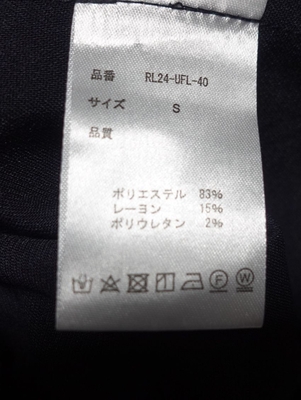 品番 RL24-UFL-40
サイズ S
品質
ポリエステル 83%
レーヨン 15%
ポリウレタン 2%
F W